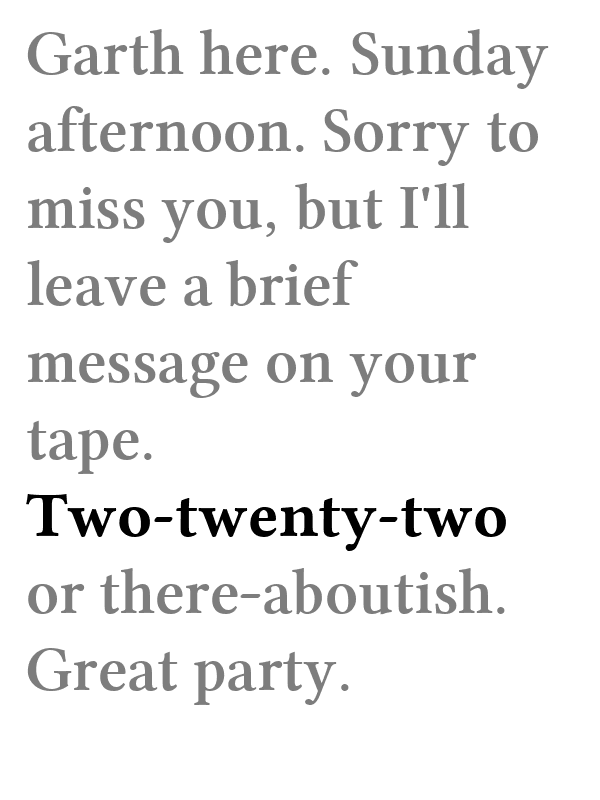 Garth here. Sunday
afternoon. Sorry to
miss you, but I'll
leave a brief
message on your
tape.
Two-twenty-two
or there-aboutish.
Great party.